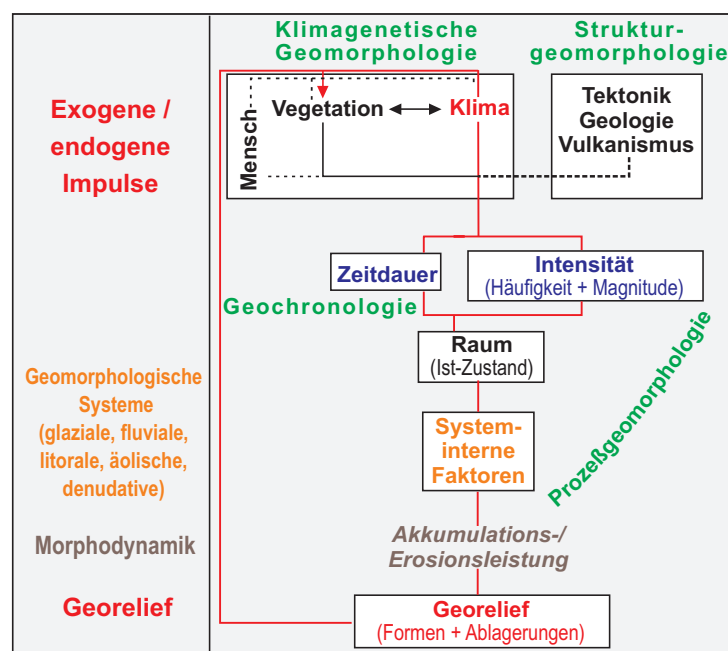 Klimagenetische
Geomorphologie
Struktur-
geomorphologie
Exogene /
endogene
Impulse
Mensch
Vegetation
Klima
Tektonik
Geologie
Vulkanismus
Zeitdauer
Intensität
(Häufigkeit + Magnitude)
Geochronologie
Raum
(Ist-Zustand)
Prozeßgeomorphologie
Geomorphologische
Systeme
(glaziale, fluviale,
litorale, äolische,
denudative)
System-
interne
Faktoren
Morphodynamik
Akkumulations-/
Erosionsleistung
Georelief
Georelief
(Formen + Ablagerungen)